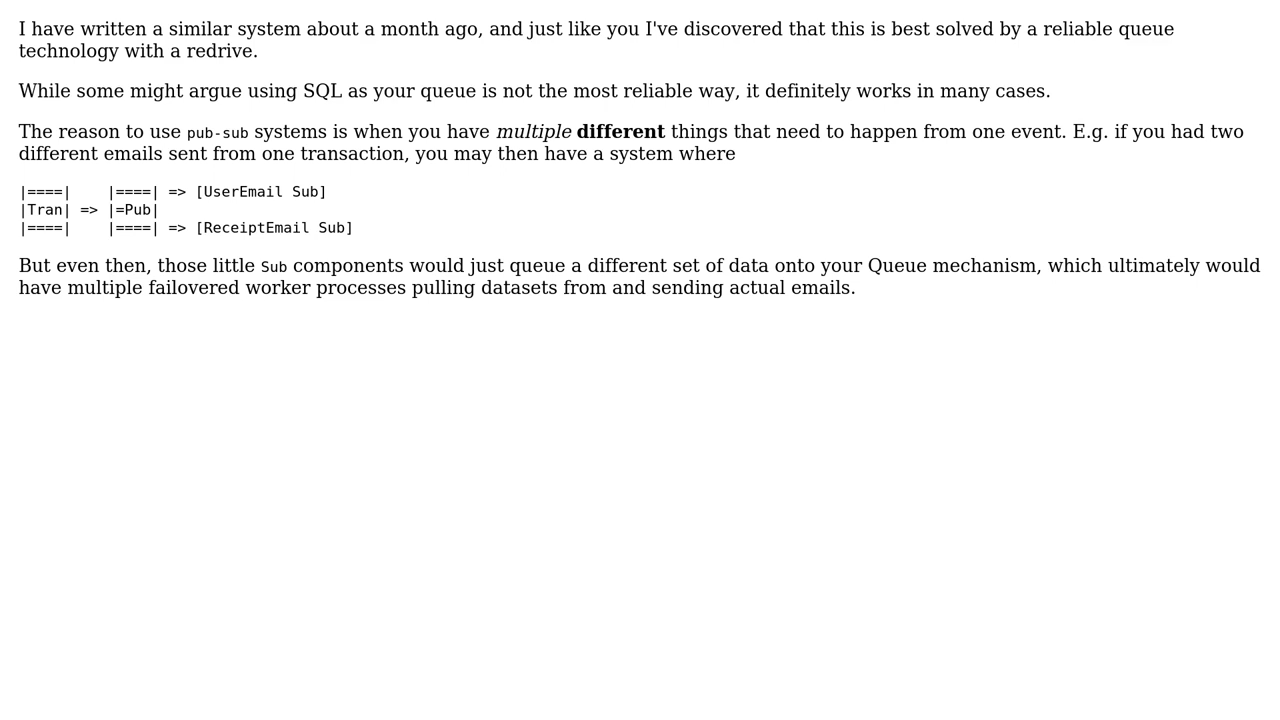 I have written a similar system about a month ago, and just like you I've discovered that this is best solved by a reliable queue
technology with a redrive.
While some might argue using SQL as your queue is not the most reliable way, it definitely works in many cases.
The reason to use pub-sub systems is when you have multiple different things that need to happen from one event. E.g. if you had two
different emails sent from one transaction, you may then have a system where
|====|    |====| => [UserEmail Sub]
|Tran| => |=Pub|
|====|    |====| => [ReceiptEmail Sub]
But even then, those little Sub components would just queue a different set of data onto your Queue mechanism, which ultimately would
have multiple failovered worker processes pulling datasets from and sending actual emails.